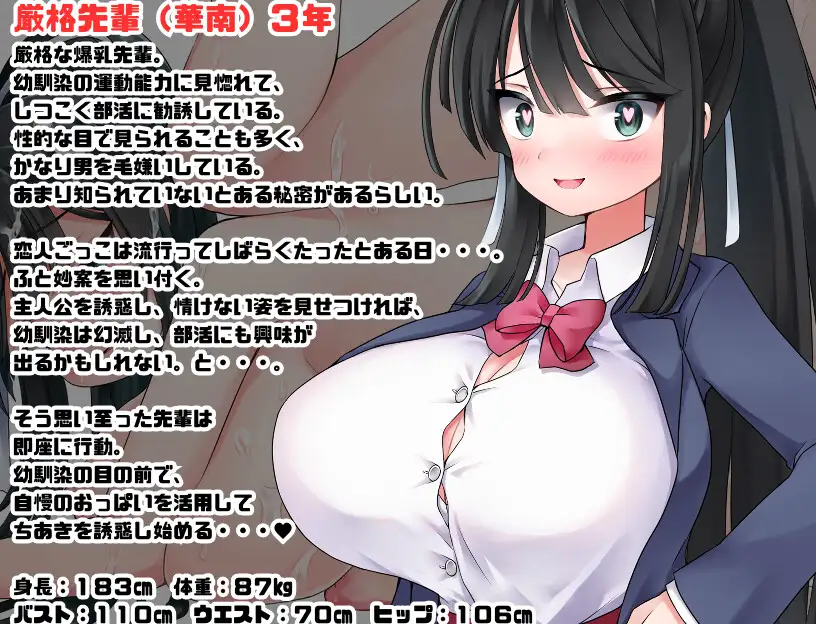 厳格先輩（華南）３年
厳格な爆乳先輩。
幼馴染の運動能力に見惚れて、
しつこく部活に勧誘している。
性的な目で見られることも多く、
かなり男を毛嫌いしている。
あまり知られていないとある秘密があるらしい。
恋人ごっこは流行ってしばらくたったとある日・・・。
ふと妙案を思い付く。
主人公を誘惑し、情けない姿を見せつければ、
幼馴染は幻滅し、部活にも興味が
出るかもしれない。と・・・。
そう思い至った先輩は
即座に行動。
幼馴染の目の前で、
自慢のおっぱいを活用して
ちあきを誘惑し始める・・・♥
身長：183㎝ 体重：87㎏
バスト：110㎝ ウエスト：70㎝ ヒップ：106㎝